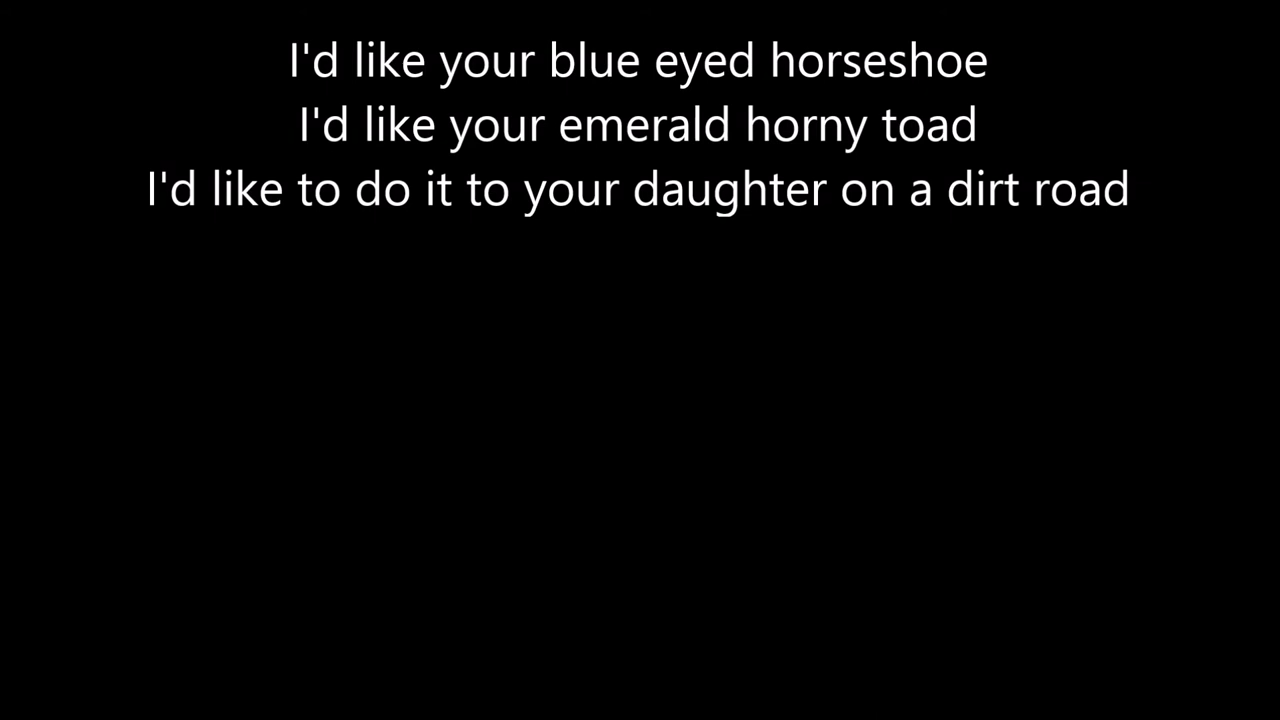 I'd like your blue eyed horseshoe
I'd like your emerald horny toad
I'd like to do it to your daughter on a dirt road